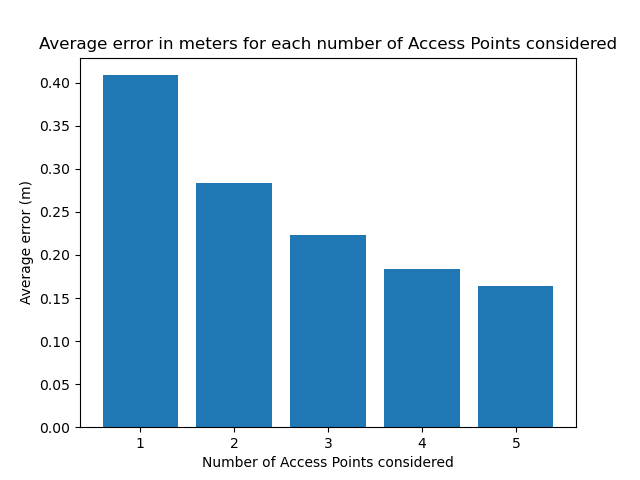 Average error in meters for each number of Access Points considered
0.40
0.35
0.30
0.25
0.20
0.15
0.10
0.05
0.00
Average error (m)
1 2 3 4 5
Number of Access Points considered